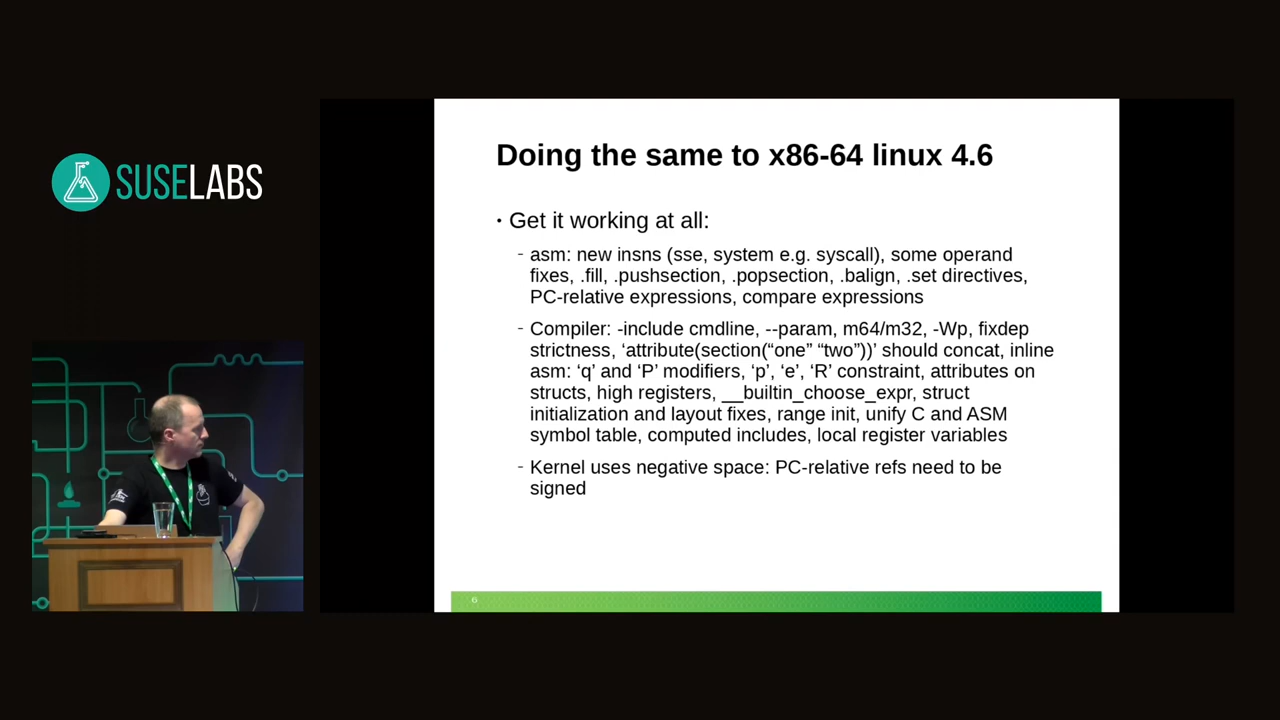 SUSELABS
Doing the same to x86-64 linux 4.6
• Get it working at all:
- asm: new insns (sse, system e.g. syscall), some operand
fixes, .fill, .pushsection, .popsection, .balign, .set directives,
PC-relative expressions, compare expressions
- Compiler: -include cmdline, --param, m64/m32, -Wp, fixdep
strictness, ‘attribute(section(“one” “two”))’ should concat, inline
asm: ‘q’ and ‘P’ modifiers, ‘p’, ‘e’, ‘R’ constraint, attributes on
structs, high registers, __builtin_choose_expr, struct
initialization and layout fixes, range init, unify C and ASM
symbol table, computed includes, local register variables
- Kernel uses negative space: PC-relative refs need to be
signed
6